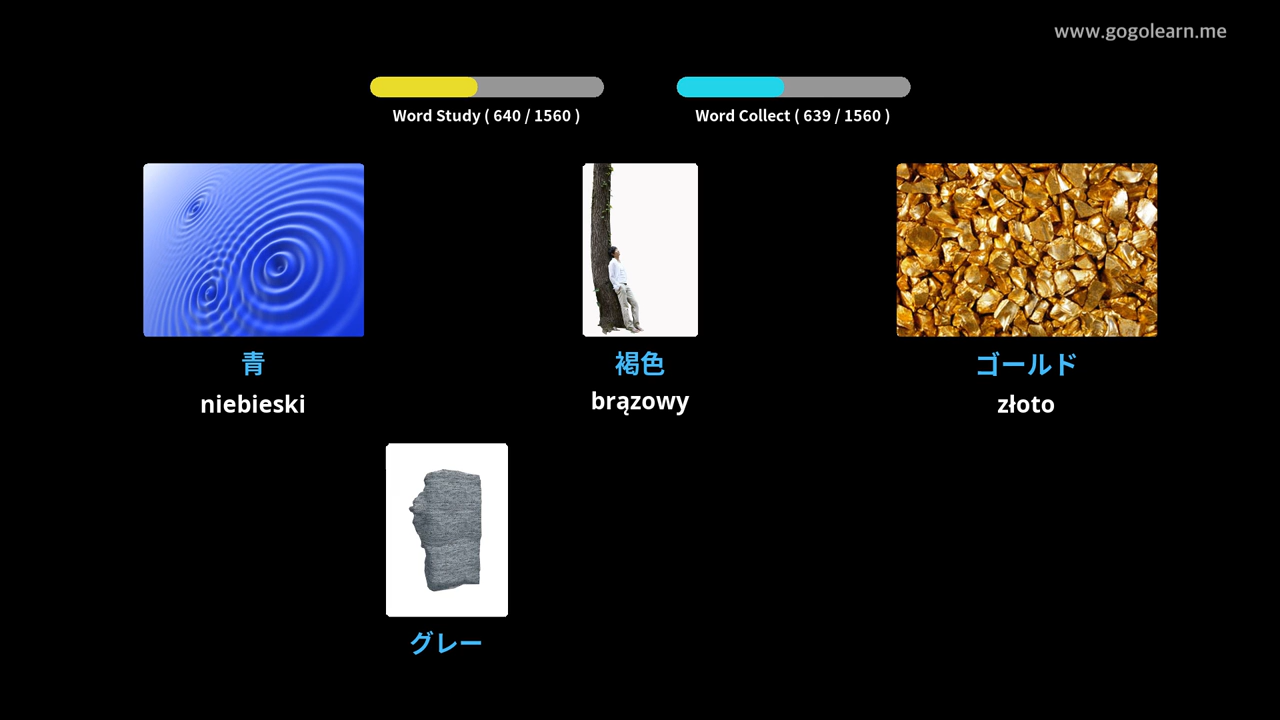 www.gogolearn.me
Word Study ( 640 / 1560 )
Word Collect ( 639 / 1560 )
青
褐色
ゴールド
niebieski
brązowy
złoto
グレー